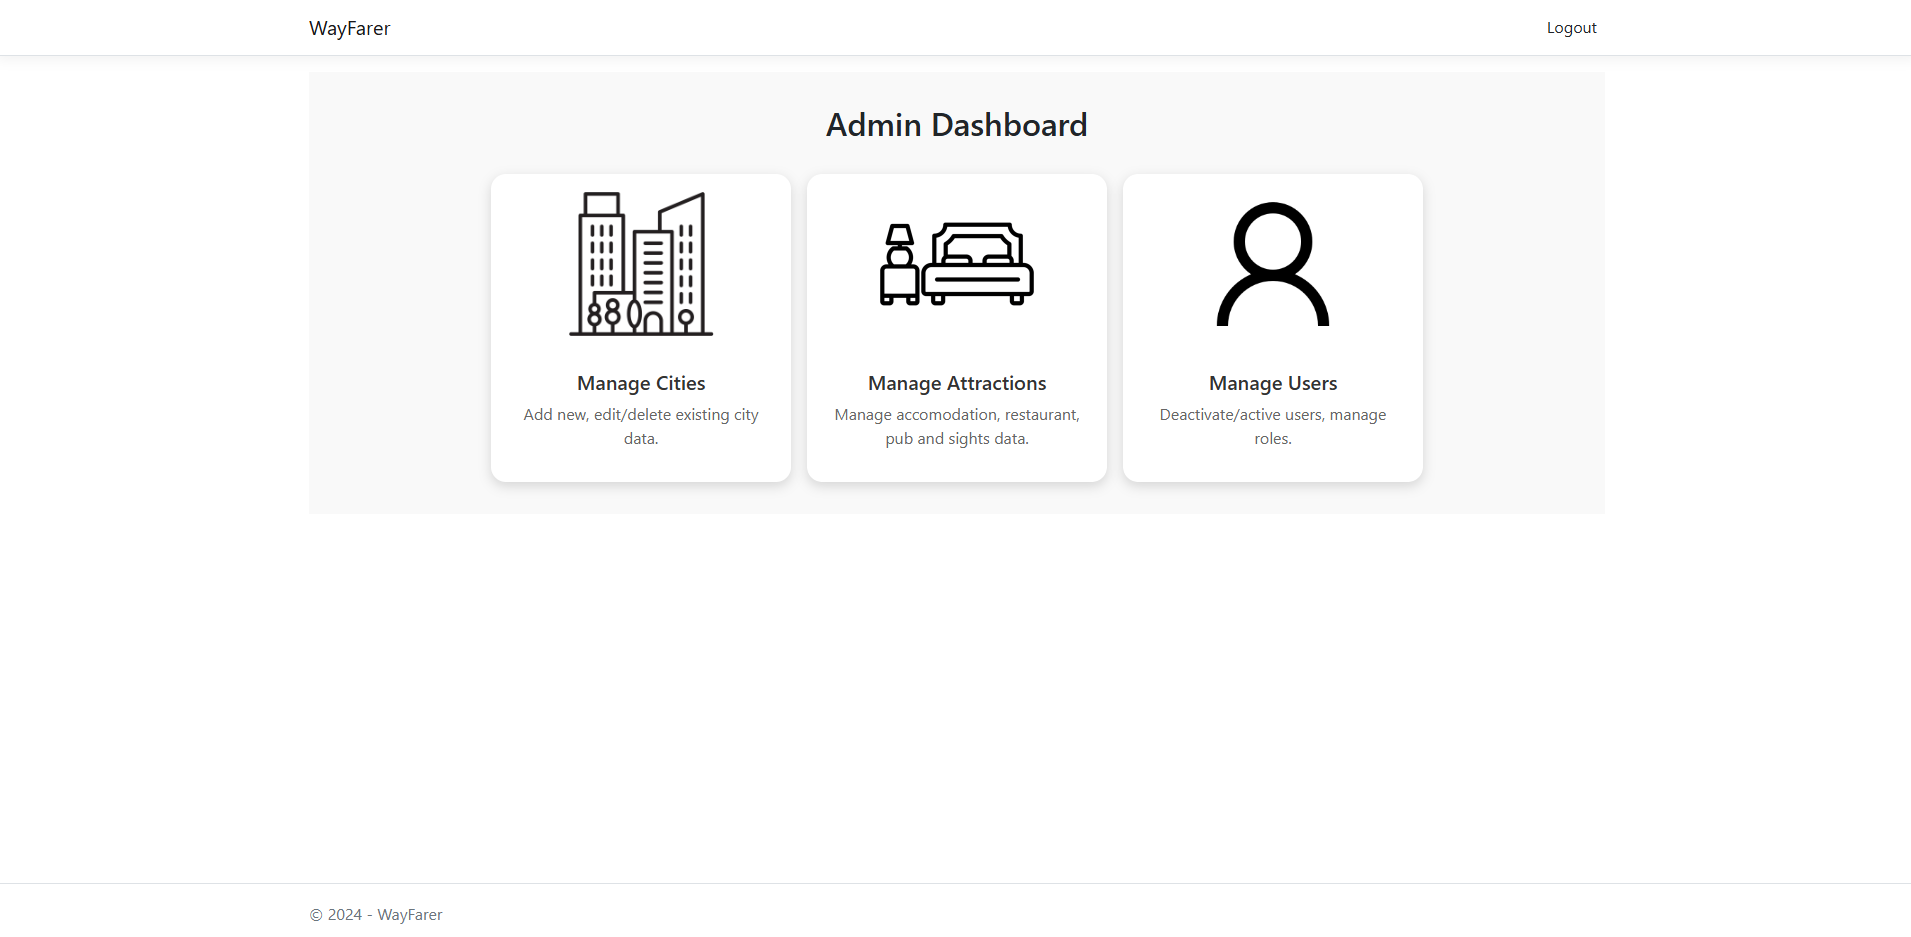 WayFarer
Logout
Admin Dashboard
Manage Cities
Add new, edit/delete existing city
data.
Manage Attractions
Manage accomodation, restaurant,
pub and sights data.
Manage Users
Deactivate/active users, manage
roles.
© 2024 - WayFarer